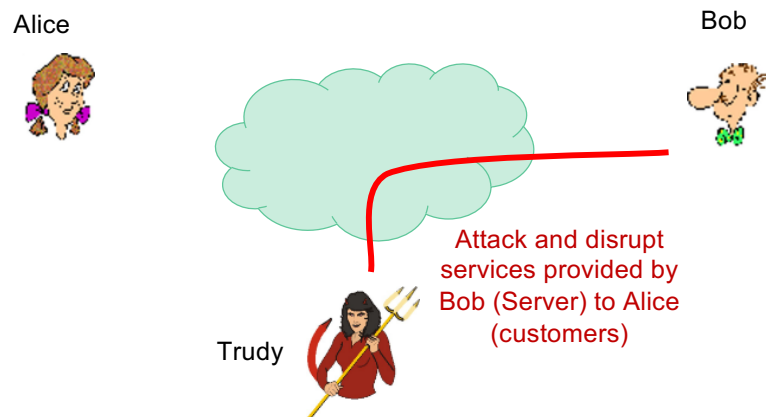 Alice
Bob
Attack and disrupt
services provided by
Bob (Server) to Alice
(customers)
Trudy